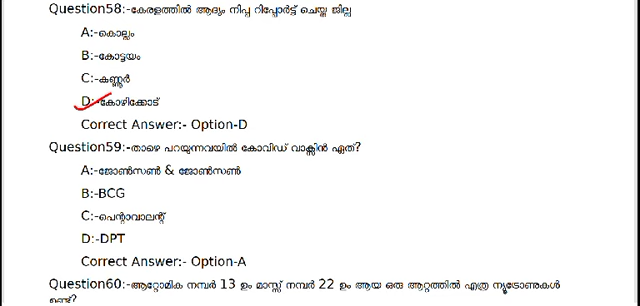 Question58:-കേരളത്തിൽ ആദ്യം നിപ്പ റിപ്പോർട്ട് ചെയ്ത ജില്ല
A:-കൊല്ലം
B:-കോട്ടയം
C:-കണ്ണൂർ
D:-കോഴിക്കോട്
Correct Answer:- Option-D
Question59:-താഴെ പറയുന്നവയിൽ കോവിഡ് വാക്സിൻ ഏത്?
A:-ജോൺസൺ & ജോൺസൺ
B:-BCG
C:-പെന്റാവാലന്റ്
D:-DPT
Correct Answer:- Option-A
Question60:-ആറ്റോമിക നമ്പർ 13 ഉം മാസ്സ് നമ്പർ 22 ഉം ആയ ഒരു ആറ്റത്തിൽ എത്ര ന്യൂട്രോണുകൾ
ഉണ്ട്?